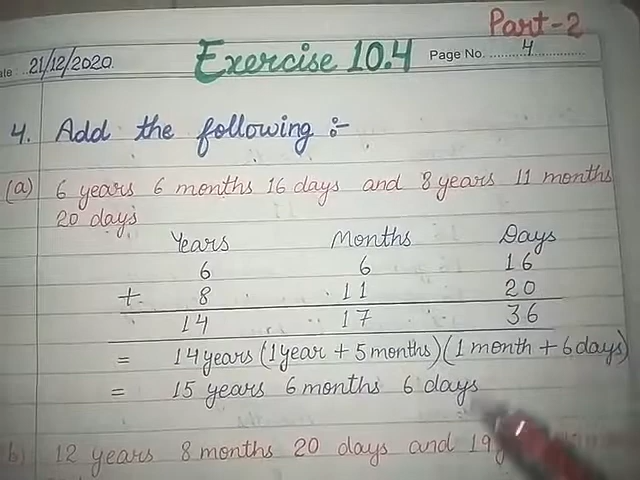 Part-2
ate : 21/12/2020 Exercise 10.4 Page No. 4
4. Add the following :-
(a) 6 years 6 months 16 days and 8 years 11 months
20 days
Years Months Days
6 6 16
+ 8 11 20
14 17 36
= 14 years (1 year + 5 months) (1 month + 6 days)
= 15 years 6 months 6 days
b) 12 years 8 months 20 days and 19